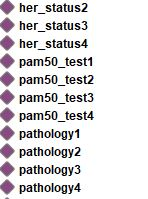 her_status2
her_status3
her_status4
pam50_test1
pam50_test2
pam50_test3
pam50_test4
pathology1
pathology2
pathology3
pathology4